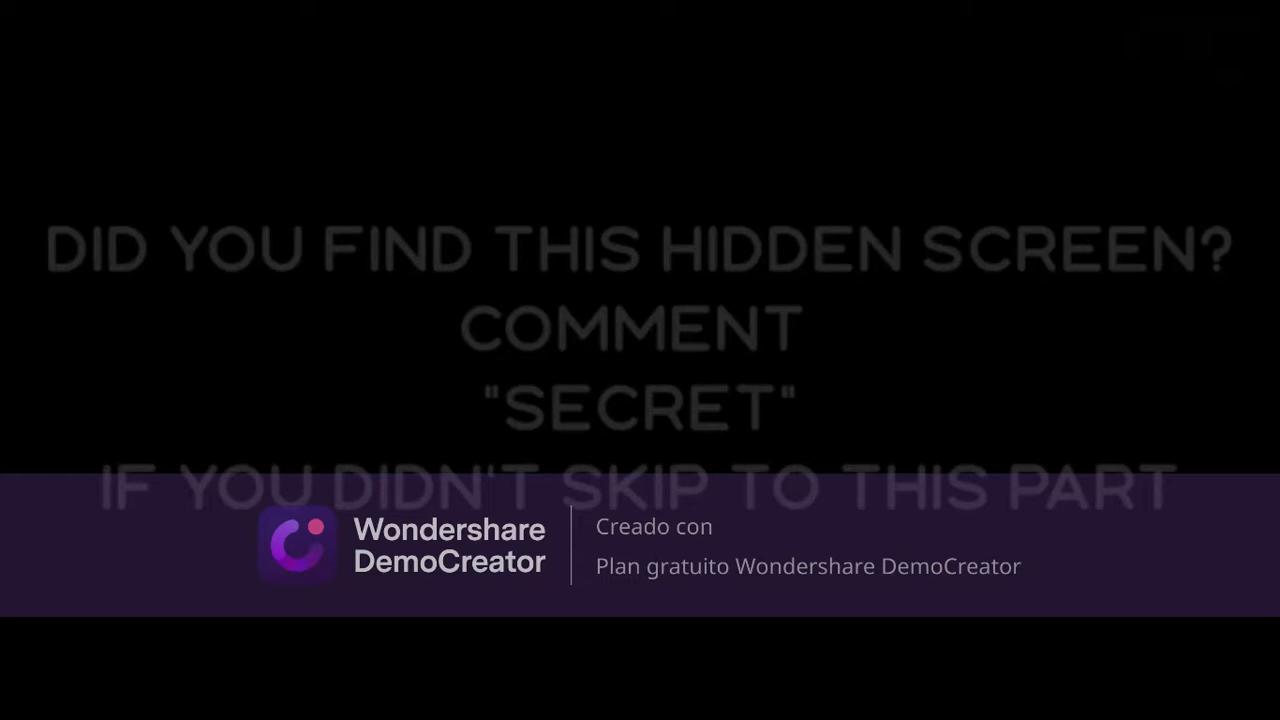 DID YOU FIND THIS HIDDEN SCREEN?
COMMENT
"SECRET"
IF YOU DIDN'T SKIP TO THIS PART
Wondershare
DemoCreator
Creado con
Plan gratuito Wondershare DemoCreator